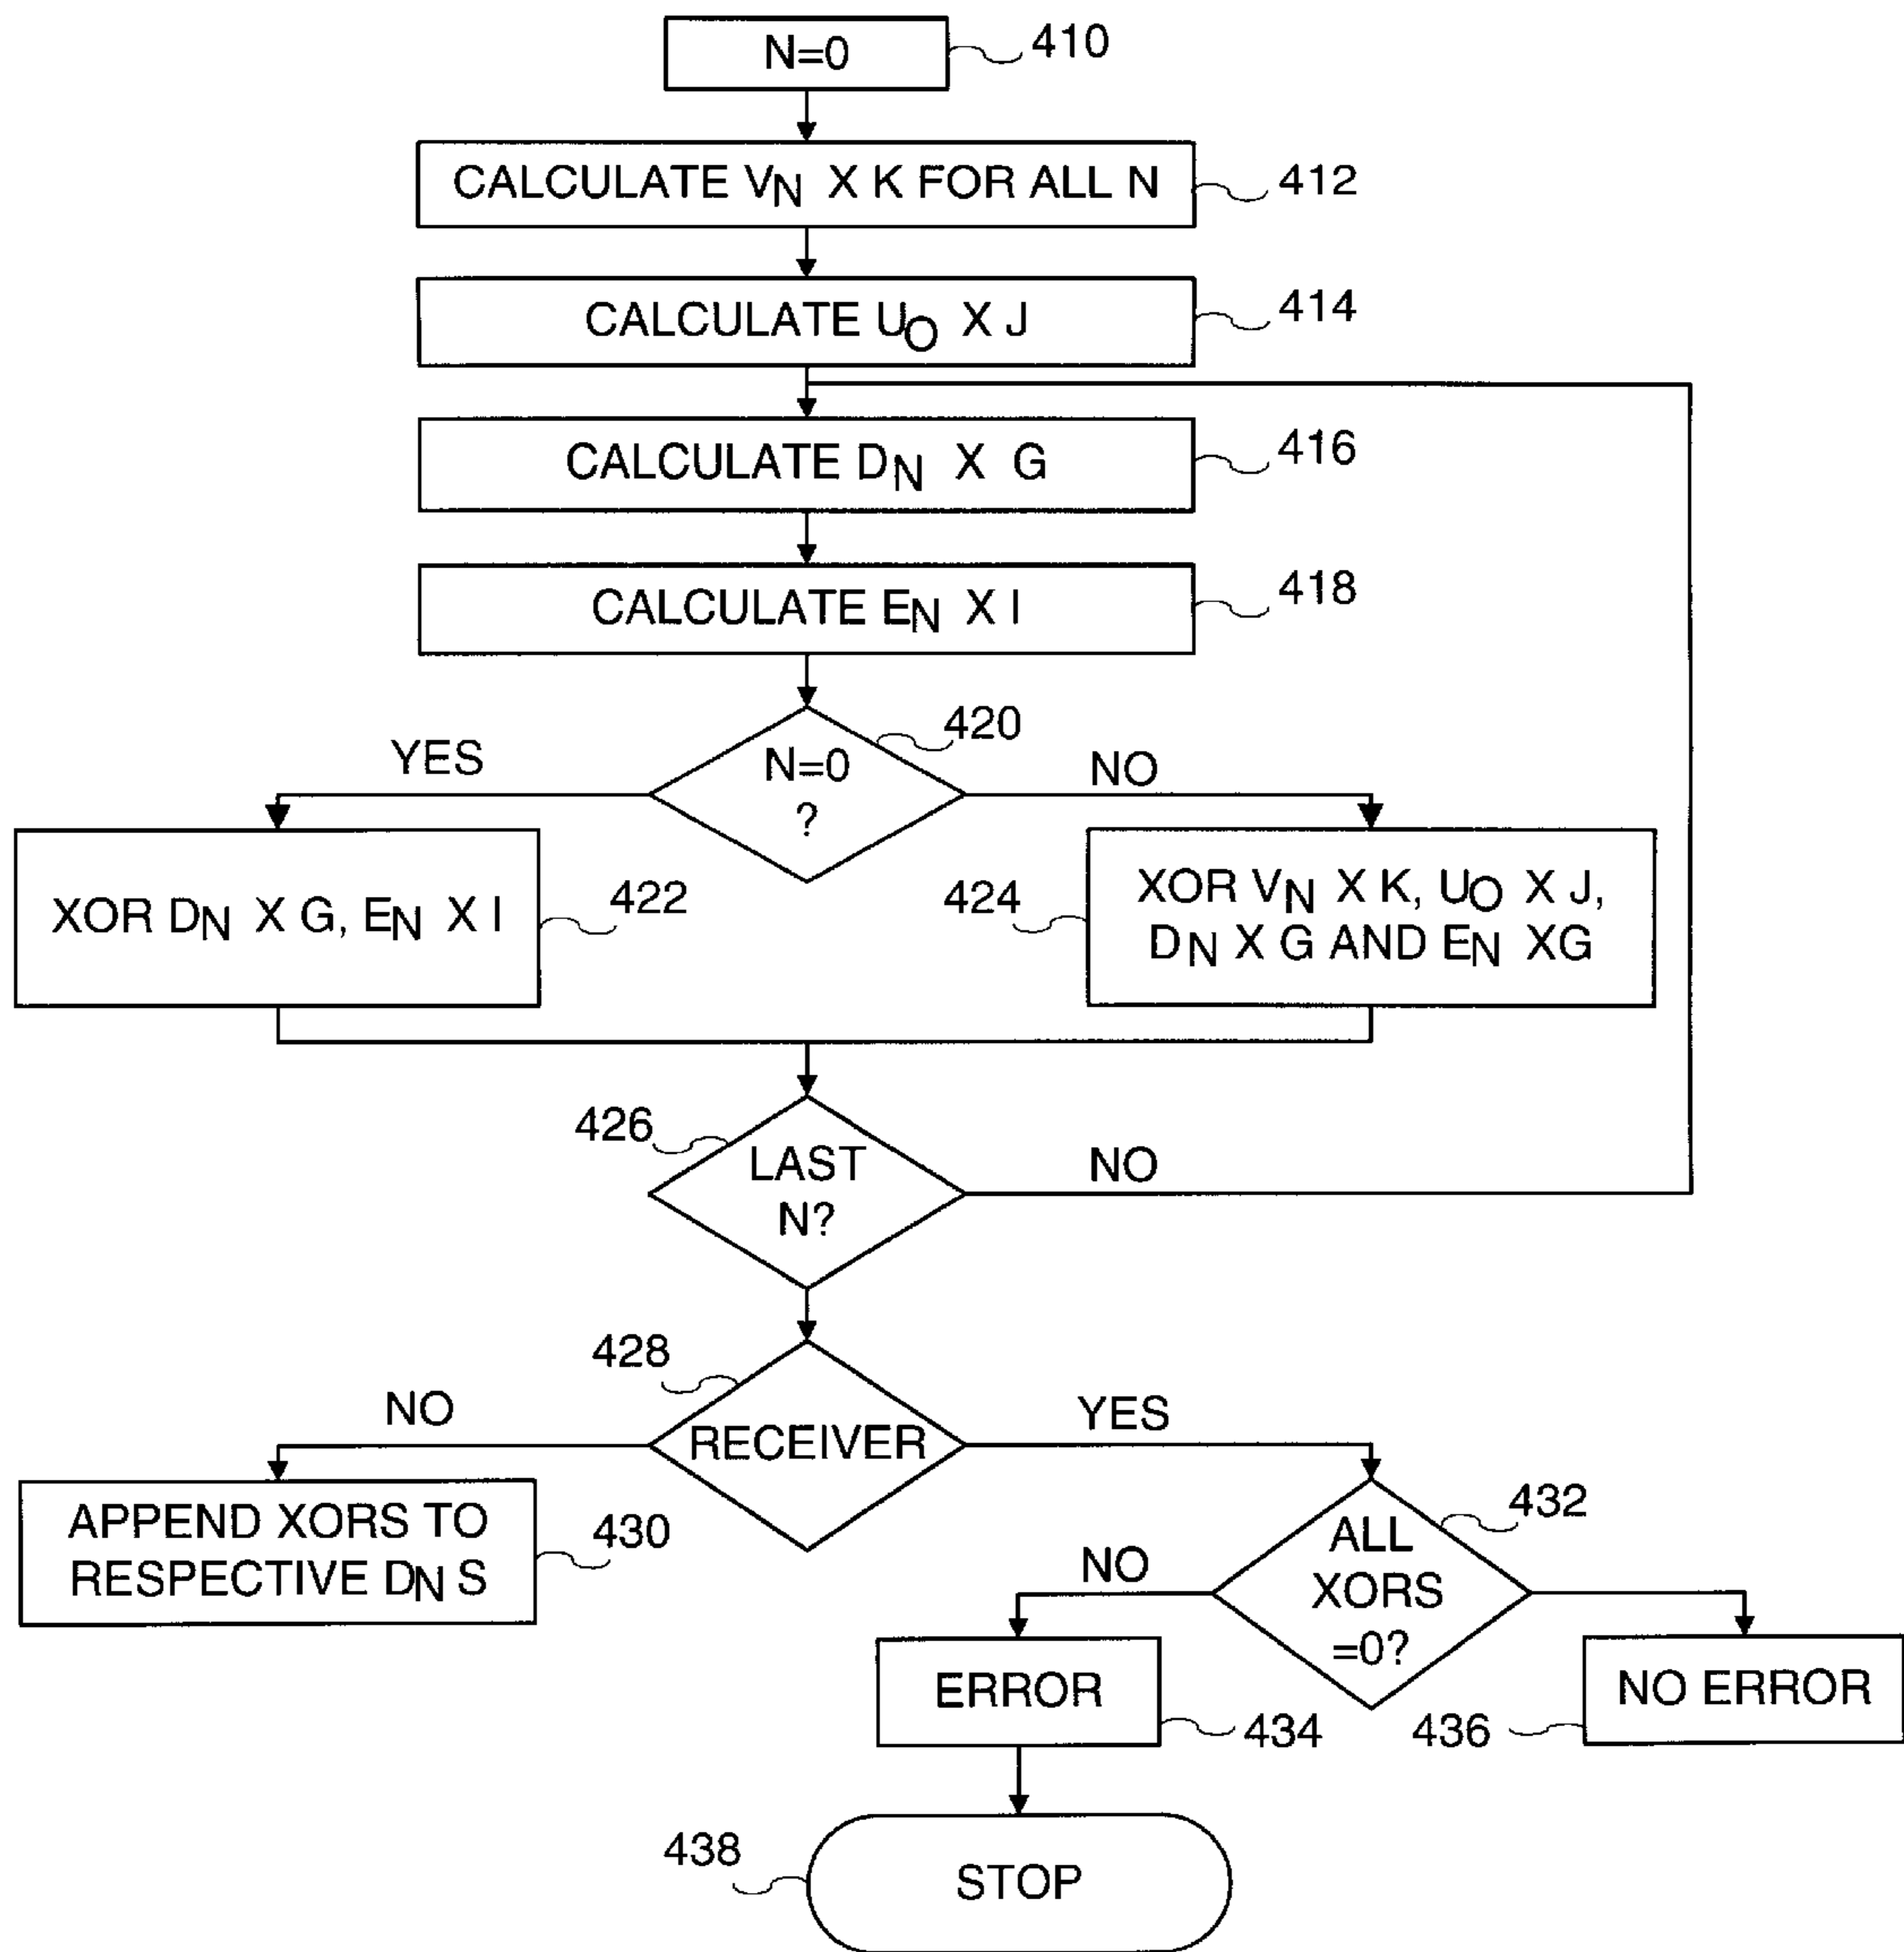 N=0
410
CALCULATE VN X K FOR ALL N
412
CALCULATE UO X J
414
CALCULATE DN X G
416
CALCULATE EN X I
418
420
N=0
?
YES
NO
XOR DN X G, EN X I
422
424
XOR VN X K, UO X J,
DN X G AND EN XG
426
LAST
N?
NO
428
RECEIVER
NO
YES
APPEND XORS TO
RESPECTIVE DN S
430
432
ALL
XORS
=0?
NO
ERROR
434
436
NO ERROR
438
STOP